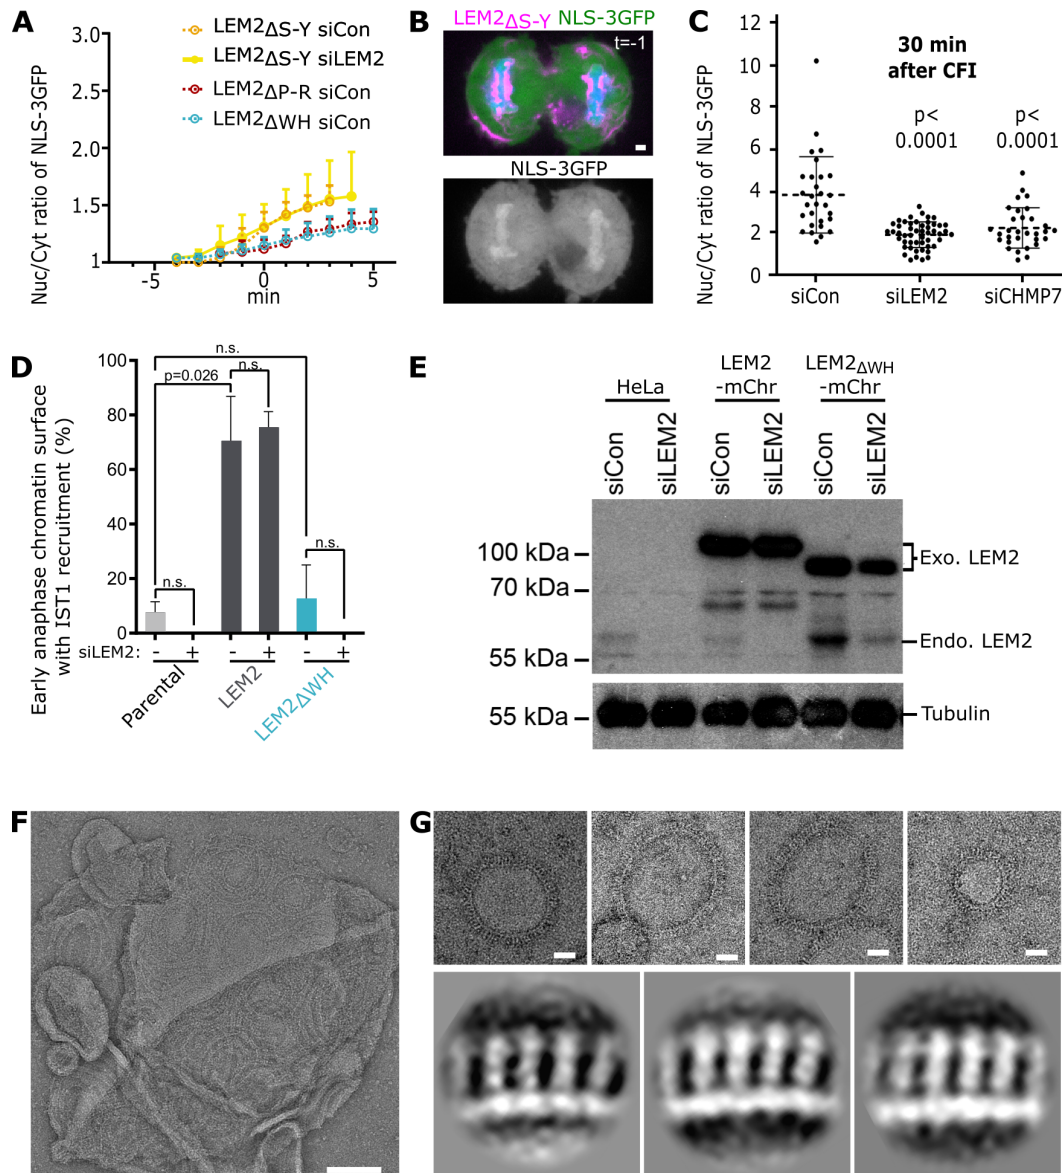 A
Nuc/Cyt ratio of NLS-3GFP
3.0
2.0
1.5
1
-5
0
5
min
LEM2ΔS-Y siCon
LEM2ΔS-Y siLEM2
LEM2ΔP-R siCon
LEM2ΔWH siCon
B
LEM2ΔS-Y NLS-3GFP
t=-1
NLS-3GFP
C
Nuc/Cyt ratio of NLS-3GFP
12
10
8
6
4
2
0
30 min
after CFI
p<
0.0001
p<
0.0001
siCon
siLEM2
siCHMP7
D
Early anaphase chromatin surface
with IST1 recruitment (%)
100
80
60
40
20
0
n.s.
p=0.026
n.s.
n.s.
n.s.
siLEM2: - + - + - +
Parental
LEM2
LEM2ΔWH
E
HeLa
LEM2
-mChr
LEM2ΔWH
-mChr
siCon
siLEM2
siCon
siLEM2
siCon
siLEM2
100 kDa
70 kDa
55 kDa
Exo. LEM2
Endo. LEM2
55 kDa
Tubulin
F
G